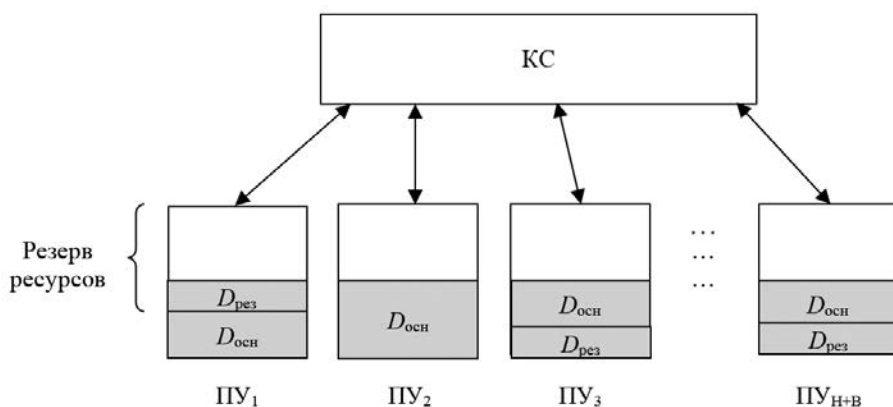 КС
Резерв
ресурсов
Dрез
Dосн
Dосн
Dосн
Dрез
...
...
...
Dосн
Dрез
ПУ1
ПУ2
ПУ3
ПУН+В